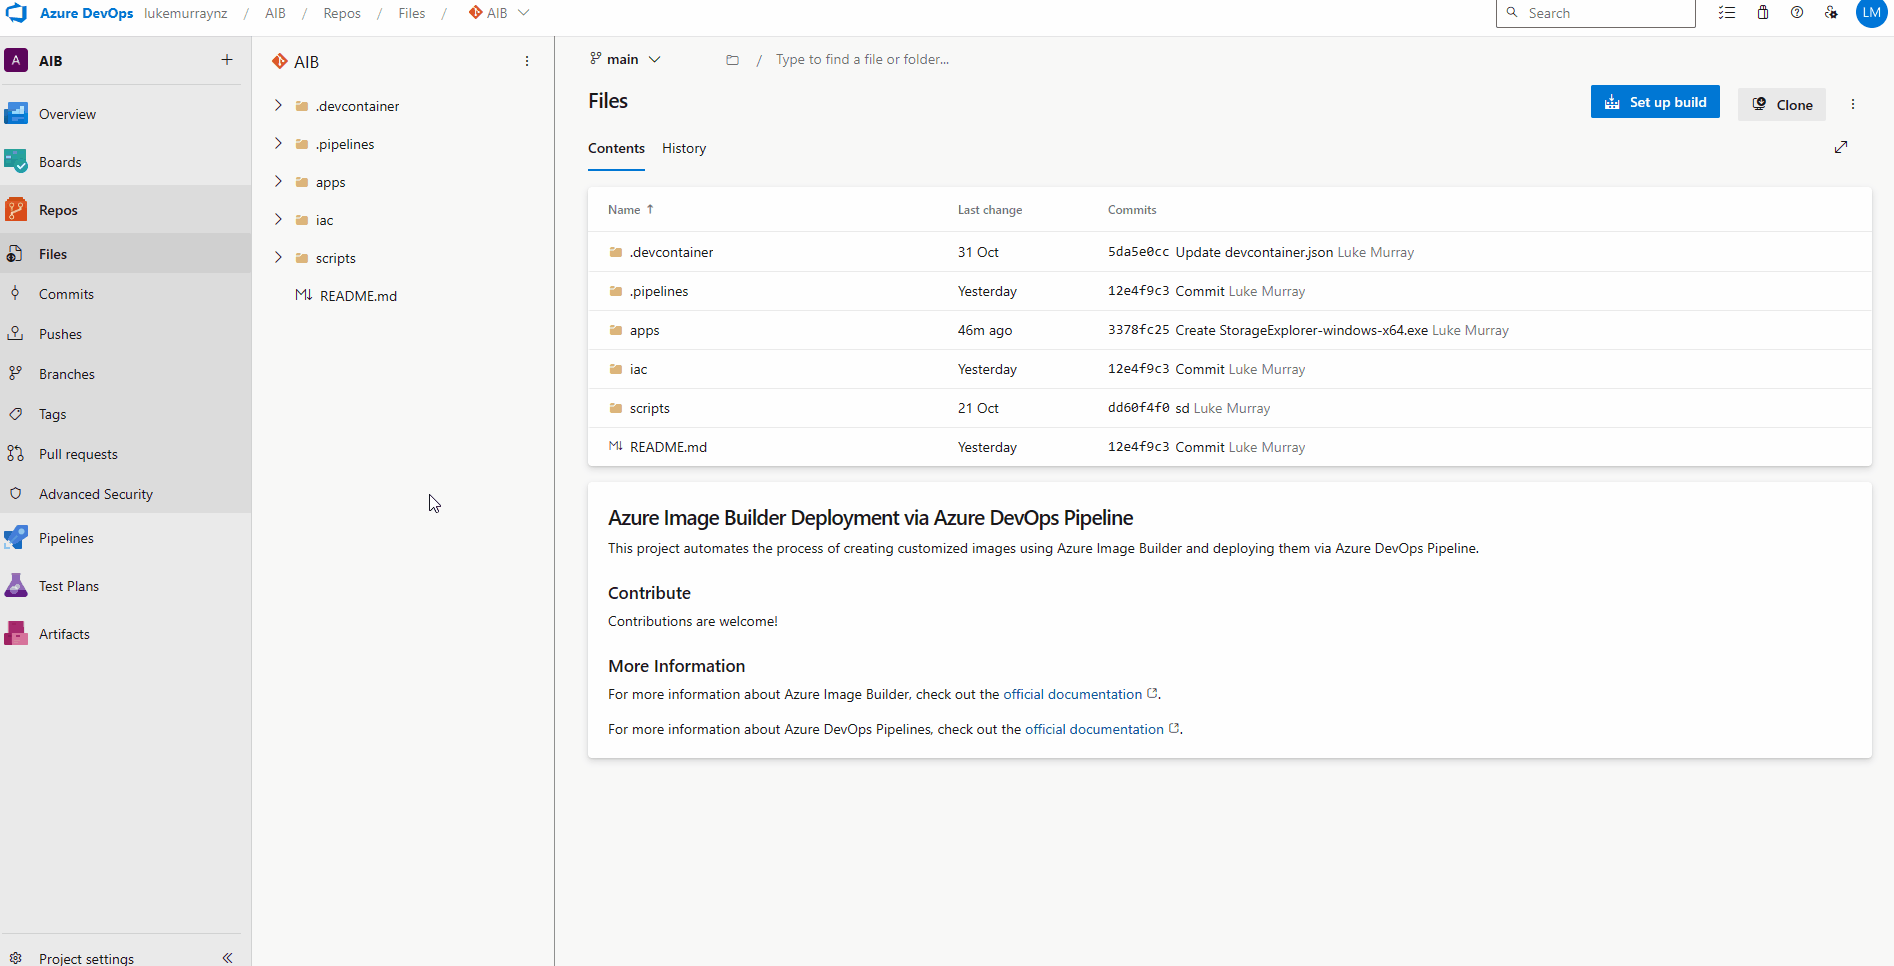 Azure DevOps lukemurraynz / AIB / Repos / Files / AIB
Search
LM
A AIB
Overview
Boards
Repos
Files
Commits
Pushes
Branches
Tags
Pull requests
Advanced Security
Pipelines
Test Plans
Artifacts
Project settings
AIB
.devcontainer
.pipelines
apps
iac
scripts
M↓ README.md
main / Type to find a file or folder...
Files
Set up build Clone
Contents History
Name ↑ Last change Commits
.devcontainer 31 Oct 5da5e0cc Update devcontainer.json Luke Murray
.pipelines Yesterday 12e4f9c3 Commit Luke Murray
apps 46m ago 3378fc25 Create StorageExplorer-windows-x64.exe Luke Murray
iac Yesterday 12e4f9c3 Commit Luke Murray
scripts 21 Oct dd60f4f0 sd Luke Murray
M↓ README.md Yesterday 12e4f9c3 Commit Luke Murray
Azure Image Builder Deployment via Azure DevOps Pipeline
This project automates the process of creating customized images using Azure Image Builder and deploying them via Azure DevOps Pipeline.
Contribute
Contributions are welcome!
More Information
For more information about Azure Image Builder, check out the official documentation.
For more information about Azure DevOps Pipelines, check out the official documentation.